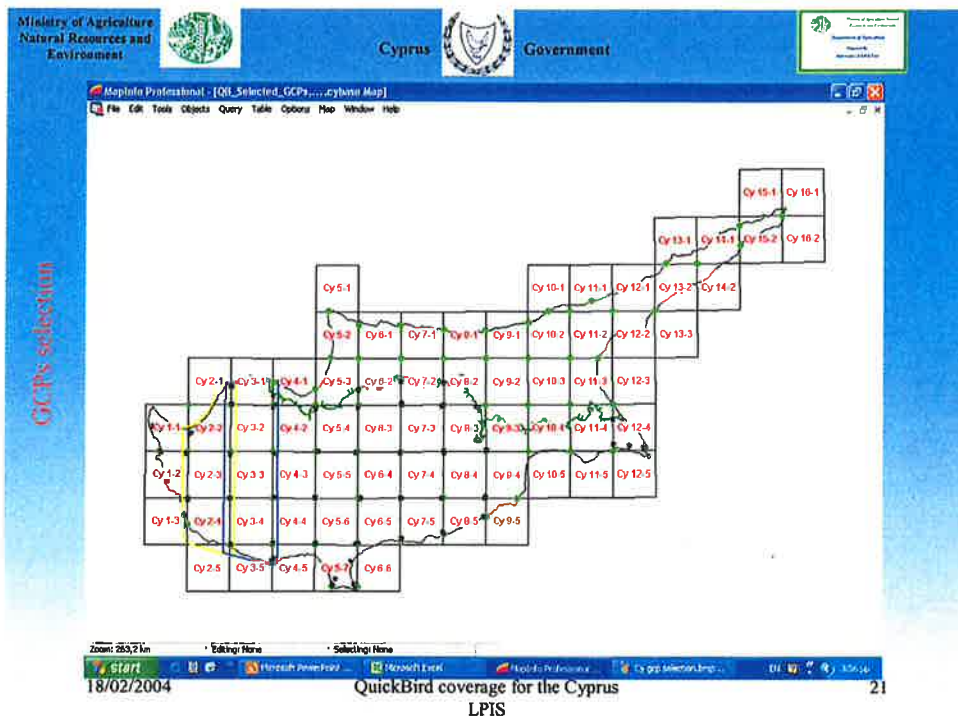 Ministry of Agriculture
Natural Resources and
Environment
Cyprus Government
GCPs selection
MapInfo Professional - [QB_Selected_GCPs,....,cybase Map]
File Edit Tools Objects Query Table Options Map Window Help
Cy 15-1 Cy 16-1
Cy 13-1 Cy 14-1 Cy 15-2 Cy 16-2
Cy 5-1 Cy 10-1 Cy 11-1 Cy 12-1 Cy 13-2 Cy 14-2
Cy 5-2 Cy 6-1 Cy 7-1 Cy 8-1 Cy 9-1 Cy 10-2 Cy 11-2 Cy 12-2 Cy 13-3
Cy 2-1 Cy 3-1 Cy 4-1 Cy 5-3 Cy 6-2 Cy 7-2 Cy 8-2 Cy 9-2 Cy 10-3 Cy 11-3 Cy 12-3
Cy 1-1 Cy 2-2 Cy 3-2 Cy 4-2 Cy 5-4 Cy 6-3 Cy 7-3 Cy 8-3 Cy 9-3 Cy 10-4 Cy 11-4 Cy 12-4
Cy 1-2 Cy 2-3 Cy 3-3 Cy 4-3 Cy 5-5 Cy 6-4 Cy 7-4 Cy 8-4 Cy 9-4 Cy 10-5 Cy 11-5 Cy 12-5
Cy 1-3 Cy 2-4 Cy 3-4 Cy 4-4 Cy 5-6 Cy 6-5 Cy 7-5 Cy 8-5 Cy 9-5
Cy 2-5 Cy 3-5 Cy 4-5 Cy 5-7 Cy 6-6
Zoom: 263,2 km Editing: None Selecting: None
start Microsoft PowerPoint ... Microsoft Excel MapInfo Professional ... Cy gcp selection.bmp ... EN
18/02/2004 QuickBird coverage for the Cyprus 21
LPIS